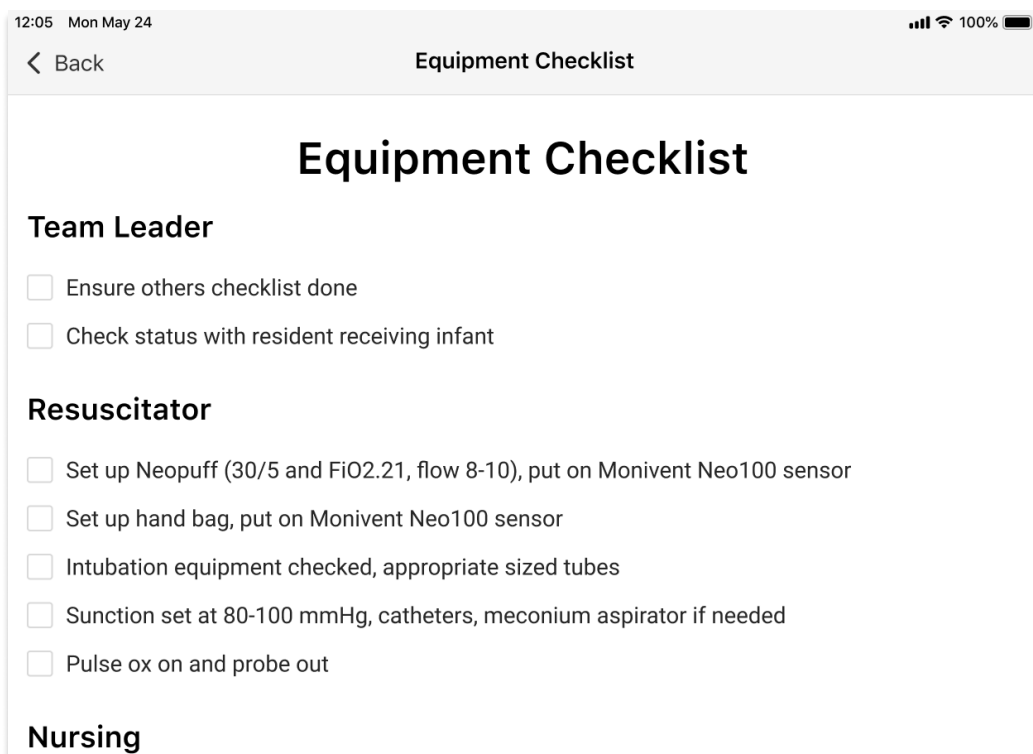 12:05 Mon May 24 100%
Back Equipment Checklist
Equipment Checklist
Team Leader
Ensure others checklist done
Check status with resident receiving infant
Resuscitator
Set up Neopuff (30/5 and FiO2.21, flow 8-10), put on Monivent Neo100 sensor
Set up hand bag, put on Monivent Neo100 sensor
Intubation equipment checked, appropriate sized tubes
Sunction set at 80-100 mmHg, catheters, meconium aspirator if needed
Pulse ox on and probe out
Nursing